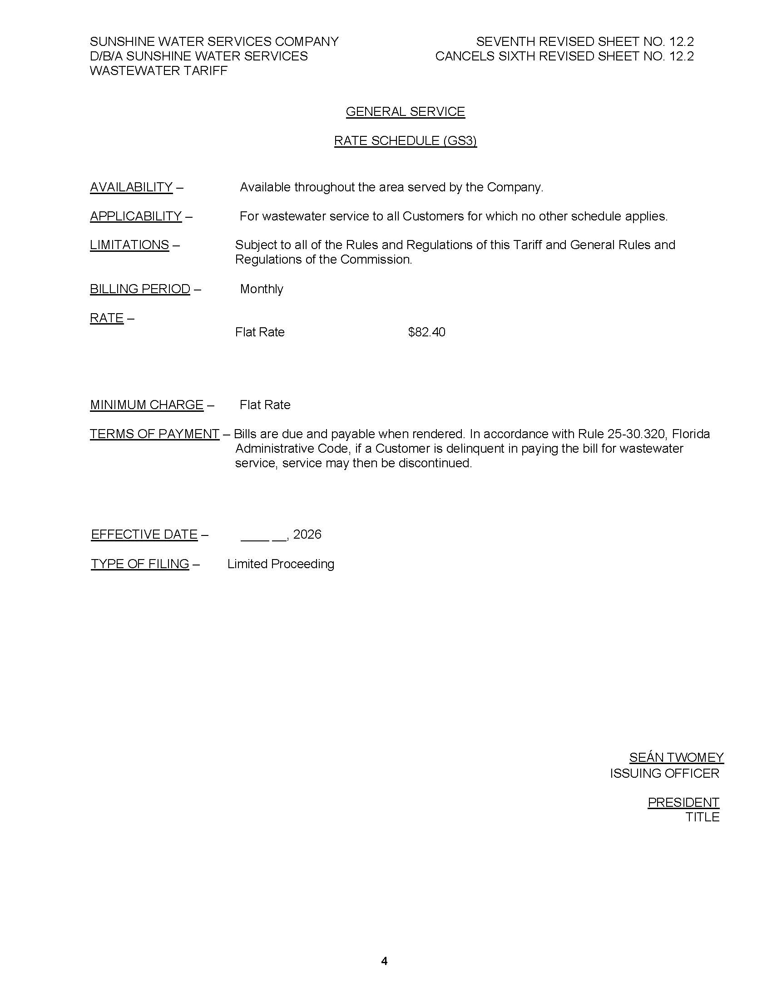 SUNSHINE WATER SERVICES COMPANY SEVENTH REVISED SHEET NO. 12.2
D/B/A SUNSHINE WATER SERVICES CANCELS SIXTH REVISED SHEET NO. 12.2
WASTEWATER TARIFF
GENERAL SERVICE
RATE SCHEDULE (GS3)
AVAILABILITY – Available throughout the area served by the Company.
APPLICABILITY – For wastewater service to all Customers for which no other schedule applies.
LIMITATIONS – Subject to all of the Rules and Regulations of this Tariff and General Rules and
Regulations of the Commission.
BILLING PERIOD – Monthly
RATE –
Flat Rate $82.40
MINIMUM CHARGE – Flat Rate
TERMS OF PAYMENT – Bills are due and payable when rendered. In accordance with Rule 25-30.320, Florida
Administrative Code, if a Customer is delinquent in paying the bill for wastewater
service, service may then be discontinued.
EFFECTIVE DATE – ____ __, 2026
TYPE OF FILING – Limited Proceeding
SEÁN TWOMEY
ISSUING OFFICER
PRESIDENT
TITLE
4